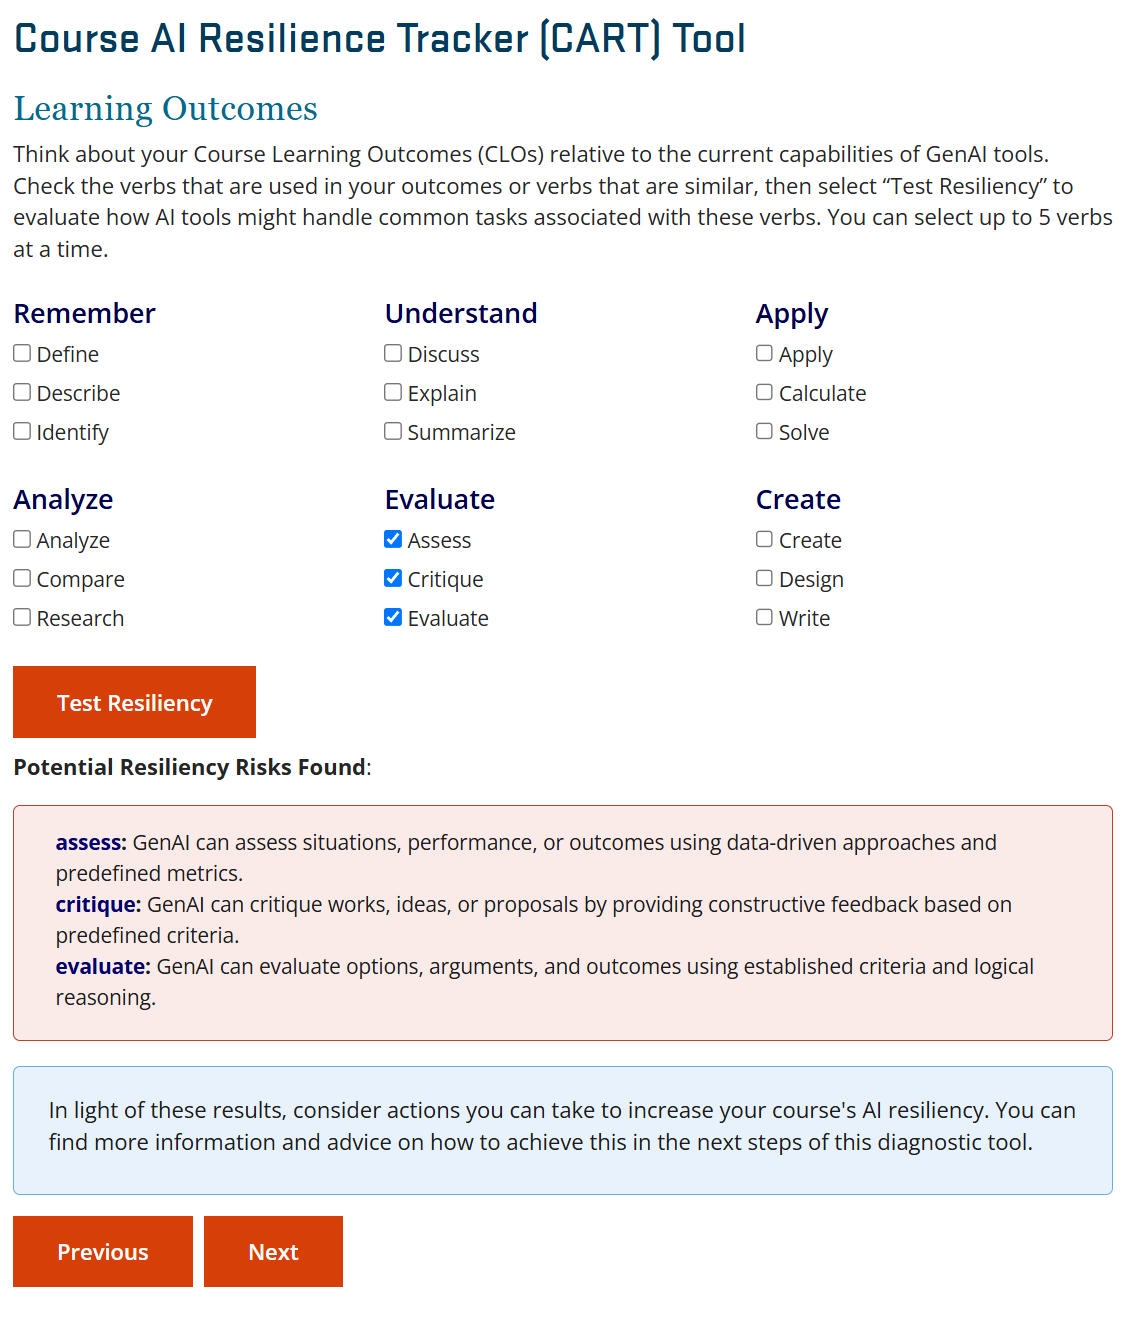 Course AI Resilience Tracker (CART) Tool
Learning Outcomes
Think about your Course Learning Outcomes (CLOs) relative to the current capabilities of GenAI tools.
Check the verbs that are used in your outcomes or verbs that are similar, then select “Test Resiliency” to
evaluate how AI tools might handle common tasks associated with these verbs. You can select up to 5 verbs
at a time.
Remember
Define
Describe
Identify
Understand
Discuss
Explain
Summarize
Apply
Apply
Calculate
Solve
Analyze
Analyze
Compare
Research
Evaluate
Assess
Critique
Evaluate
Create
Create
Design
Write
Test Resiliency
Potential Resiliency Risks Found:
assess: GenAI can assess situations, performance, or outcomes using data-driven approaches and
predefined metrics.
critique: GenAI can critique works, ideas, or proposals by providing constructive feedback based on
predefined criteria.
evaluate: GenAI can evaluate options, arguments, and outcomes using established criteria and logical
reasoning.
In light of these results, consider actions you can take to increase your course's AI resiliency. You can
find more information and advice on how to achieve this in the next steps of this diagnostic tool.
Previous
Next